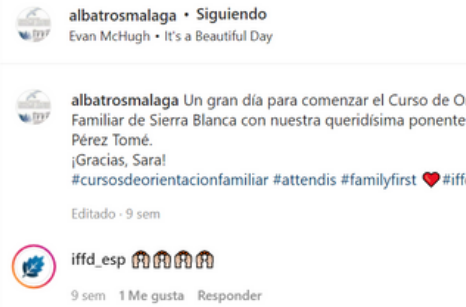 albatrosmalaga • Siguiendo
Evan McHugh • It's a Beautiful Day
albatrosmalaga Un gran día para comenzar el Curso de O
Familiar de Sierra Blanca con nuestra queridísima ponente
Pérez Tomé.
¡Gracias, Sara!
#cursosdeorientacionfamiliar #attendis #familyfirst ❤️#iff
Editado · 9 sem
iffd_esp
9 sem 1 Me gusta Responder